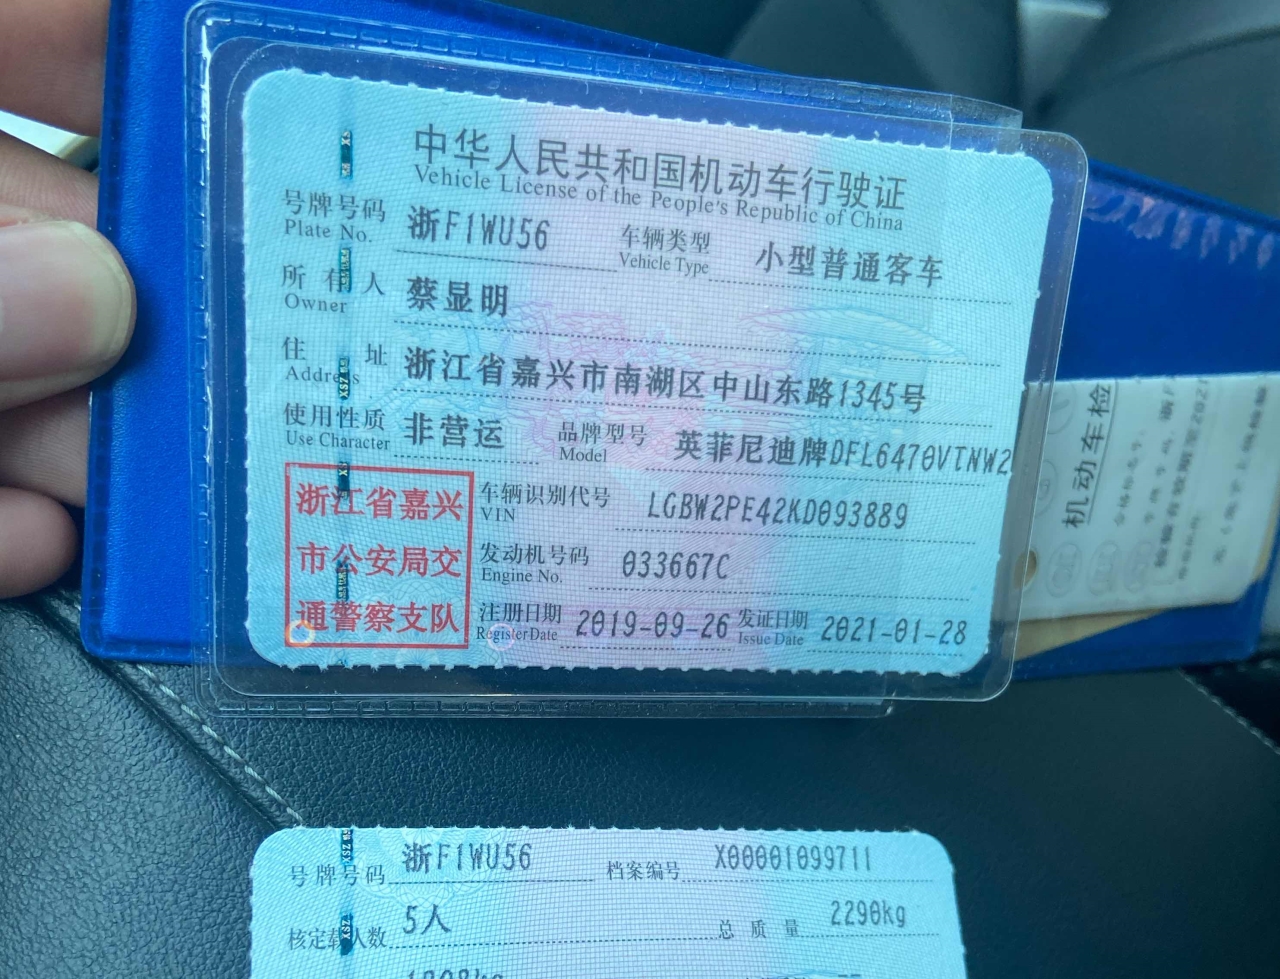 中华人民共和国机动车行驶证
Vehicle License of the People's Republic of China
号牌号码 浙F1WU56 车辆类型 小型普通客车
Plate No. Vehicle Type
所有人 蔡显明
Owner
住址 浙江省嘉兴市南湖区中山东路1345号
Address
使用性质 非营运 品牌型号 英菲尼迪牌DFL6470VTNW2
Use Character Model
浙江省嘉兴
市公安局交
通警察支队
车辆识别代号 LGBW2PE42KD093889
VIN
发动机号码 033667C
Engine No.
注册日期 2019-09-26 发证日期 2021-01-28
Register Date Issue Date
机动车检
号牌号码 浙F1WU56 档案编号 X00001099711
核定载人数 5人 总质量 2290kg